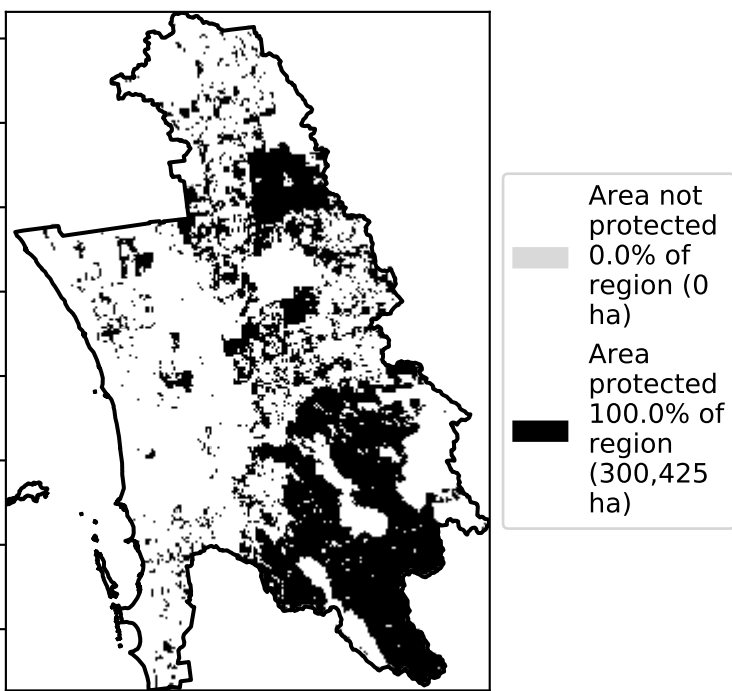 Area not
protected
0.0% of
region (0
ha)
Area
protected
100.0% of
region
(300,425
ha)